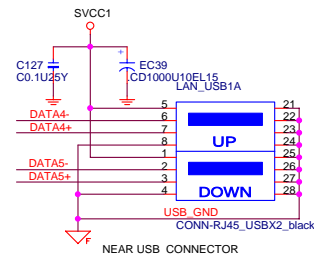 SVCC1
C127
C0.1U25Y
+
EC39
CD1000U10EL15
LAN_USB1A
DATA4-
DATA4+
DATA5-
DATA5+
5
6
7
8
1
2
3
4
UP
DOWN
21
22
23
24
25
26
27
28
USB_GND
CONN-RJ45_USBX2_black
F
NEAR USB CONNECTOR